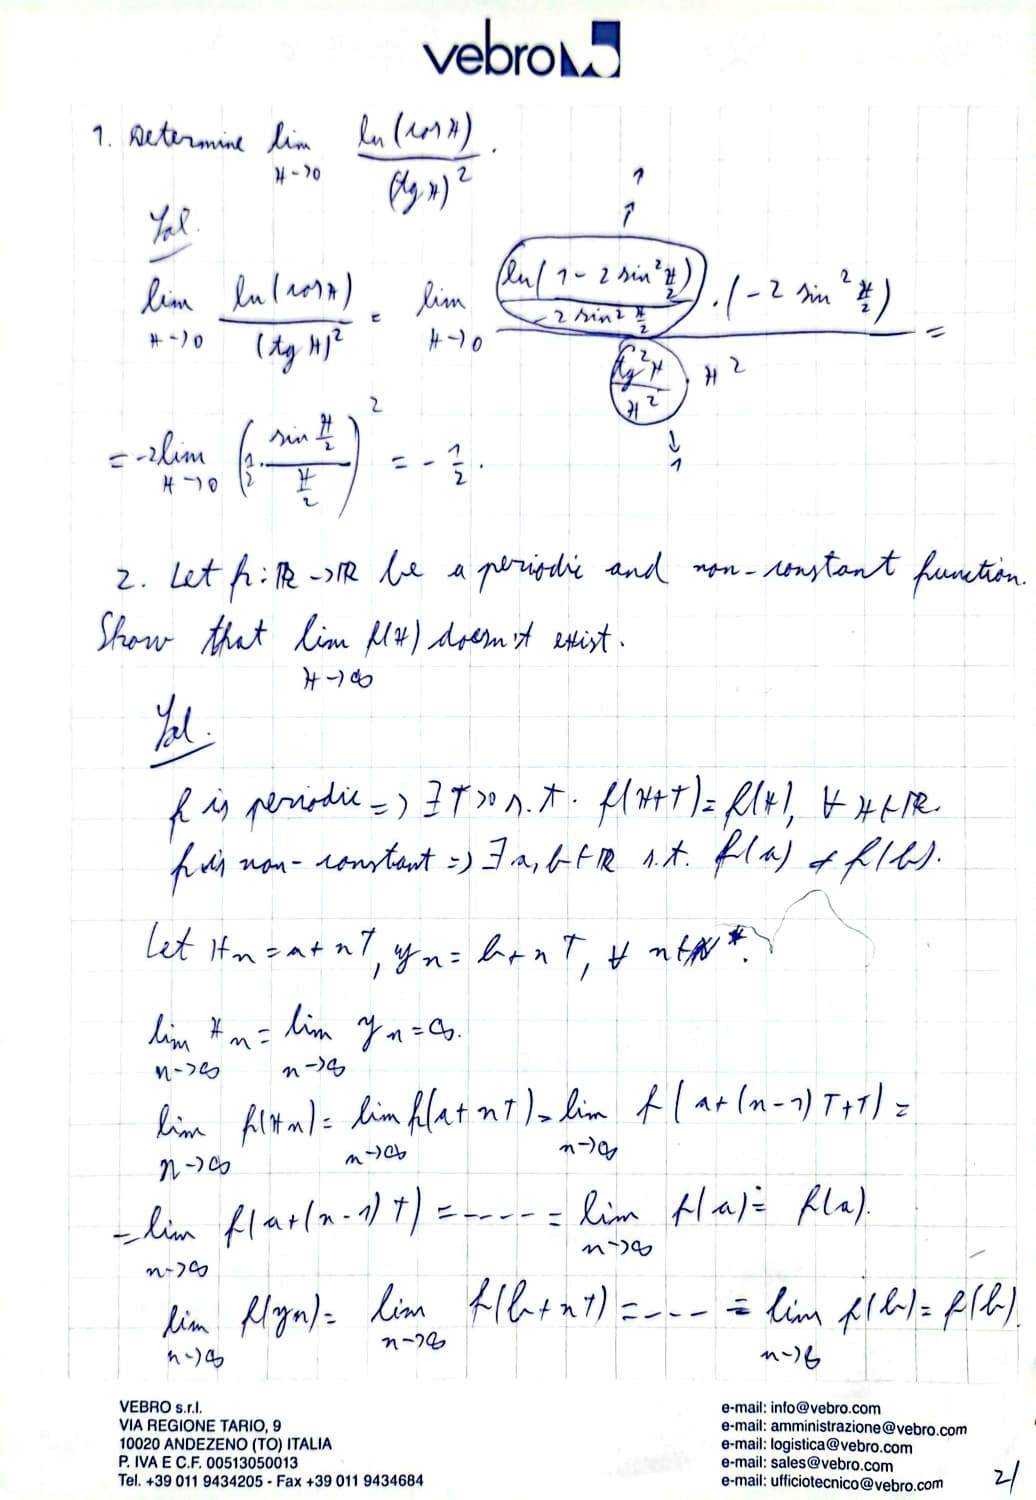 vebro
1. Determine lim x→0 ln(cos x) / (tg x)^2 .
Sol.
lim x→0 ln(cos x) / (tg x)^2 = lim x→0 (ln(1 - 2 sin^2 x/2) / -2 sin^2 x/2) → 1 · (-2 sin^2 x/2) / (tg^2 x / x^2) → 1 · x^2 =
= -2 lim x→0 (1/2 · sin x/2 / x/2)^2 = - 1/2 .
2. Let f: ℝ → ℝ be a periodic and non-constant function.
Show that lim x→∞ f(x) doesn't exist.
Sol.
f is periodic => ∃ T>0 s.t. f(x+T) = f(x), ∀ x∈ℝ.
f is non-constant => ∃ a, b∈ℝ s.t. f(a) ≠ f(b).
Let xn = a+nT, yn = b+nT, ∀ n∈ℕ*.
lim n→∞ xn = lim n→∞ yn = ∞.
lim n→∞ f(xn) = lim n→∞ f(a+nT) = lim n→∞ f(a+(n-1)T+T) =
= lim n→∞ f(a+(n-1)T) = ---- = lim n→∞ f(a) = f(a).
lim n→∞ f(yn) = lim n→∞ f(b+nT) = --- = lim n→∞ f(b) = f(b)
VEBRO s.r.l.
VIA REGIONE TARIO, 9
10020 ANDEZENO (TO) ITALIA
P. IVA E C.F. 00513050013
Tel. +39 011 9434205 - Fax +39 011 9434684
e-mail: info@vebro.com
e-mail: amministrazione@vebro.com
e-mail: logistica@vebro.com
e-mail: sales@vebro.com
e-mail: ufficiotecnico@vebro.com
2/